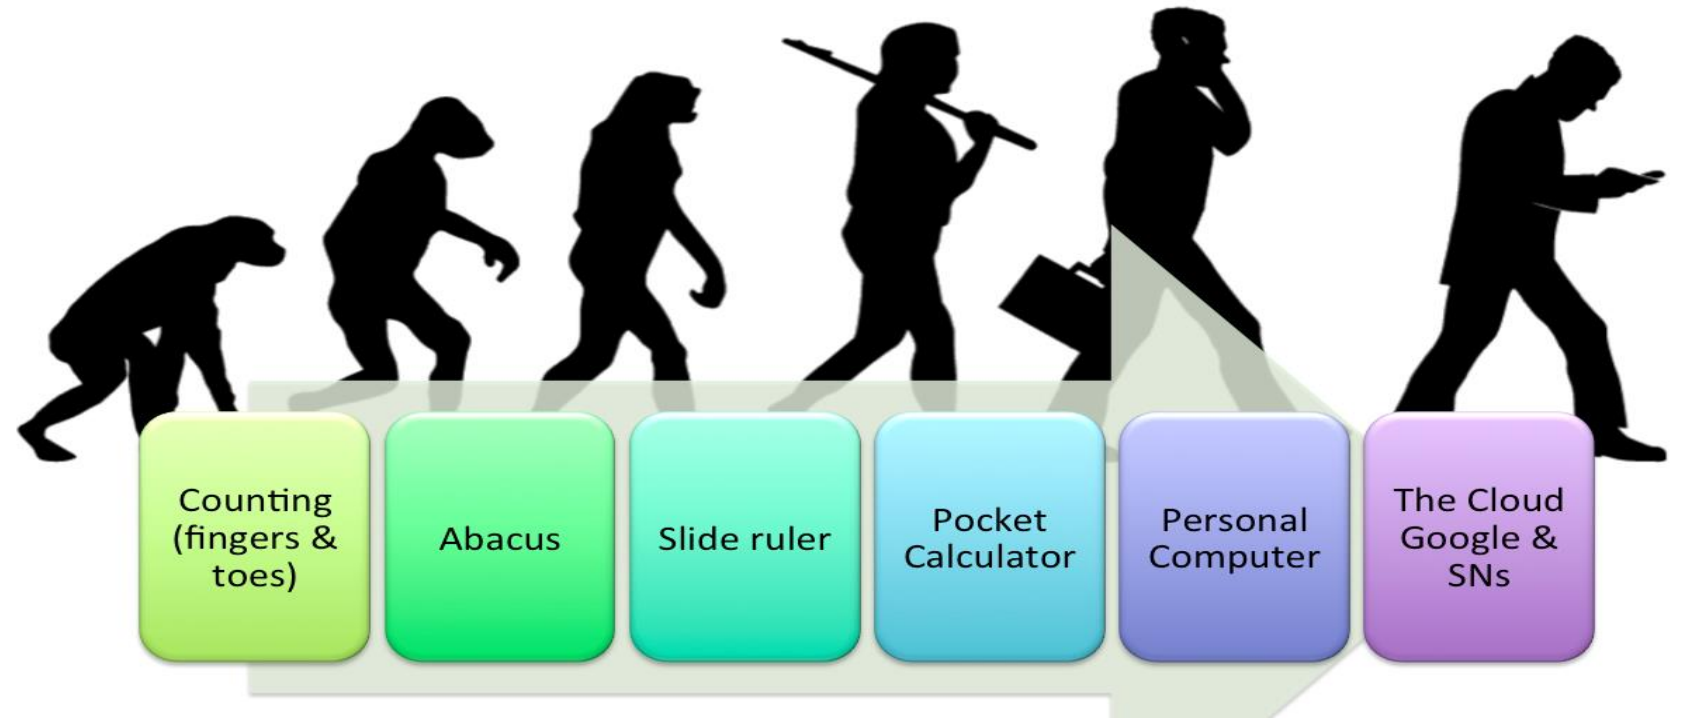 Counting
(fingers &
toes)
Abacus
Slide ruler
Pocket
Calculator
Personal
Computer
The Cloud
Google &
SNs